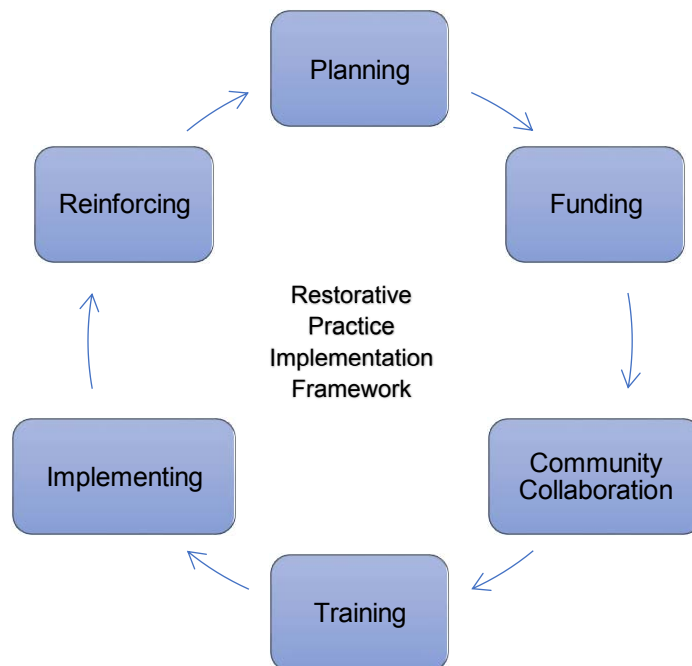 Planning
Funding
Community
Collaboration
Training
Implementing
Reinforcing
Restorative
Practice
Implementation
Framework